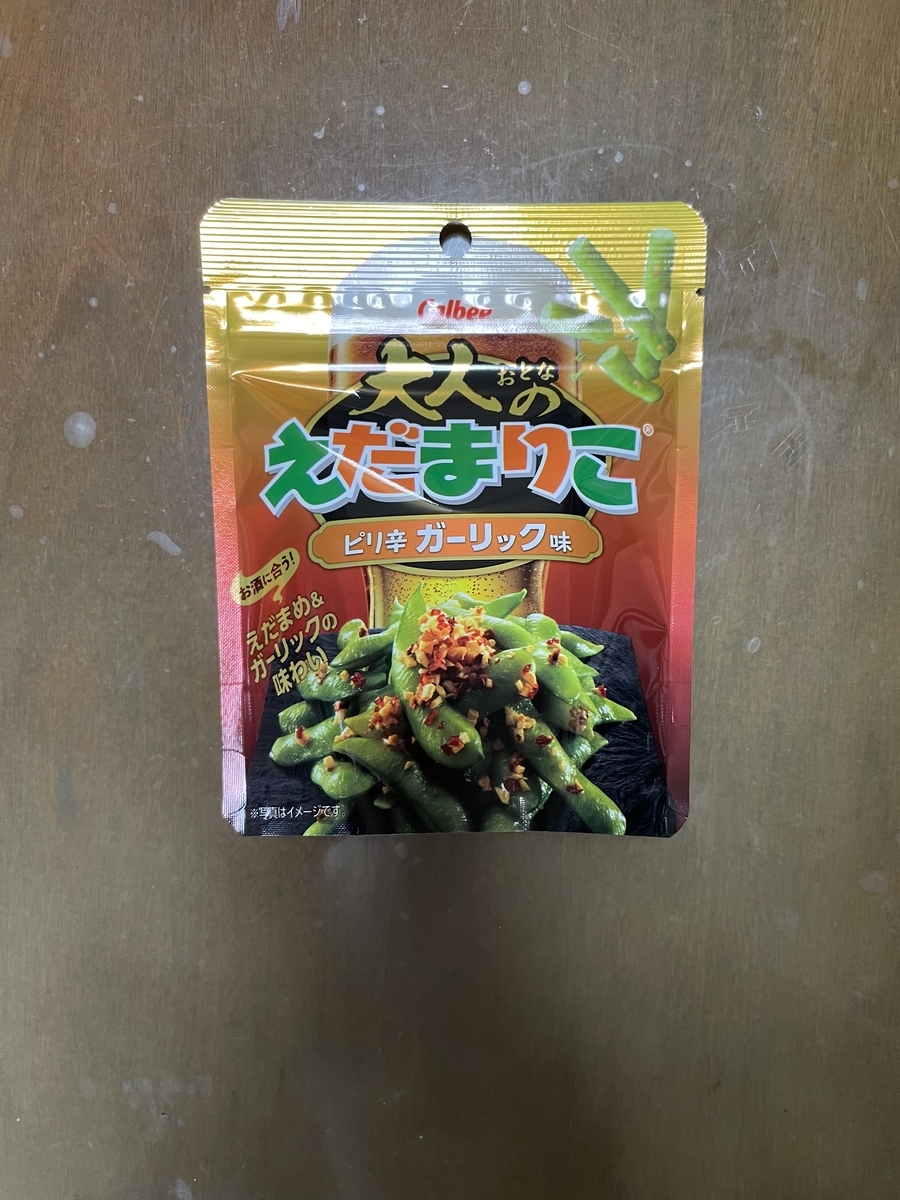 Calbee
大人の
おとな
えだまりこ®
ピリ辛 ガーリック味
お酒に合う!
えだまめ&
ガーリックの
味わい
※写真はイメージです。